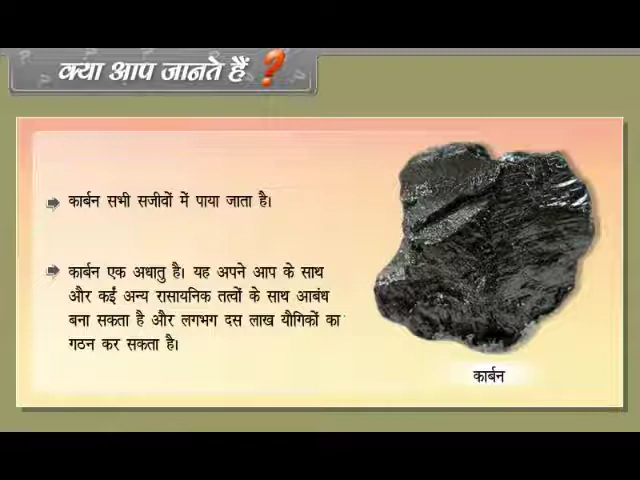 क्या आप जानते हैं ?
कार्बन सभी सजीवों में पाया जाता है।
कार्बन एक अधातु है। यह अपने आप के साथ
और कईं अन्य रासायनिक तत्वों के साथ आबंध
बना सकता है और लगभग दस लाख यौगिकों का
गठन कर सकता है।
कार्बन